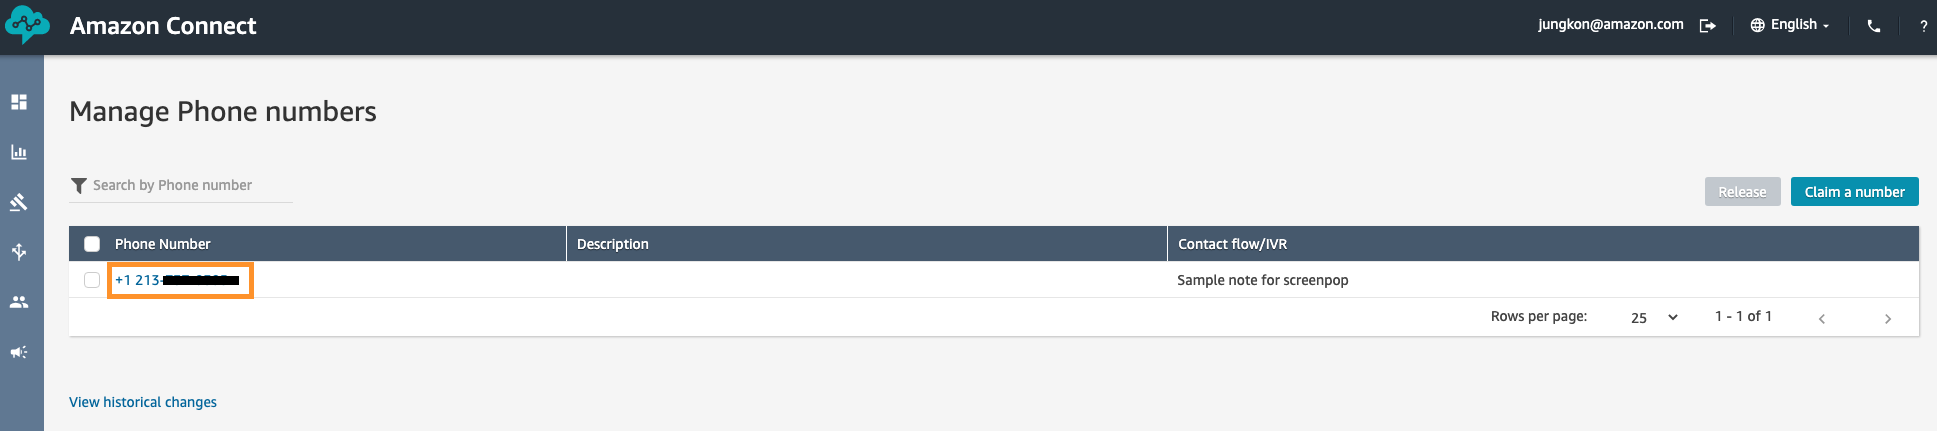 Amazon Connect
jungkon@amazon.com English ?
Manage Phone numbers
Search by Phone number
Release Claim a number
Phone Number Description Contact flow/IVR
+1 213- Sample note for screenpop
Rows per page: 25 1 - 1 of 1
View historical changes